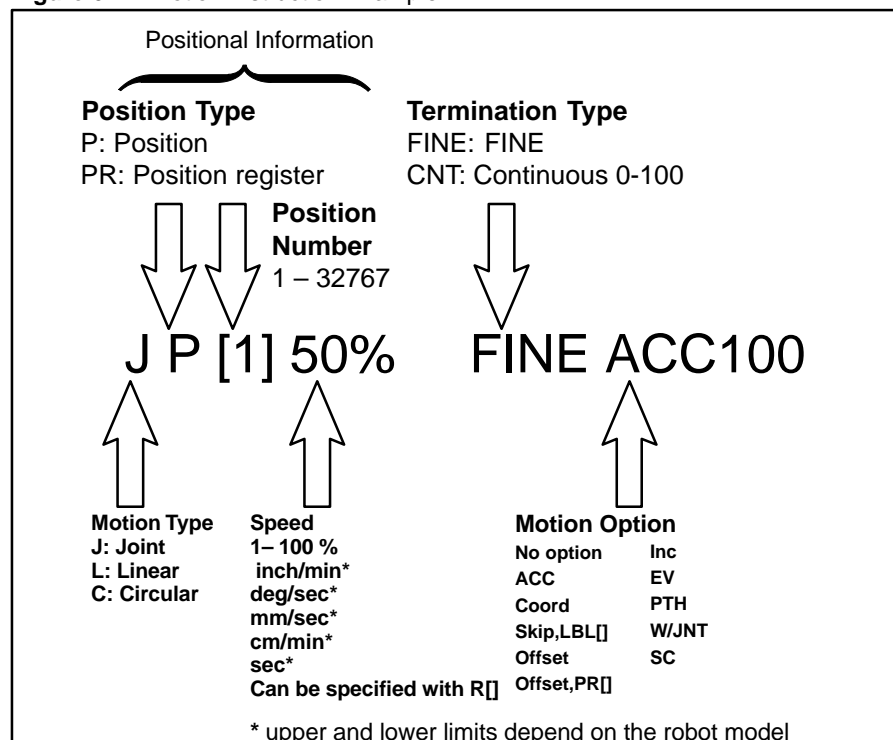 Positional Information
Position Type
P: Position
PR: Position register
Termination Type
FINE: FINE
CNT: Continuous 0-100
Position
Number
1 – 32767
J P [1] 50% FINE ACC100
Motion Type
J: Joint
L: Linear
C: Circular
Speed
1– 100 %
inch/min*
deg/sec*
mm/sec*
cm/min*
sec*
Can be specified with R[]
Motion Option
No option Inc
ACC EV
Coord PTH
Skip,LBL[] W/JNT
Offset SC
Offset,PR[]
* upper and lower limits depend on the robot model